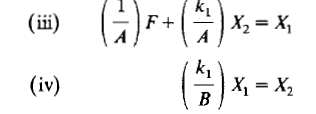 (iii) (1/A) F + (k₁/A) X₂ = X₁
(iv) (k₁/B) X₁ = X₂